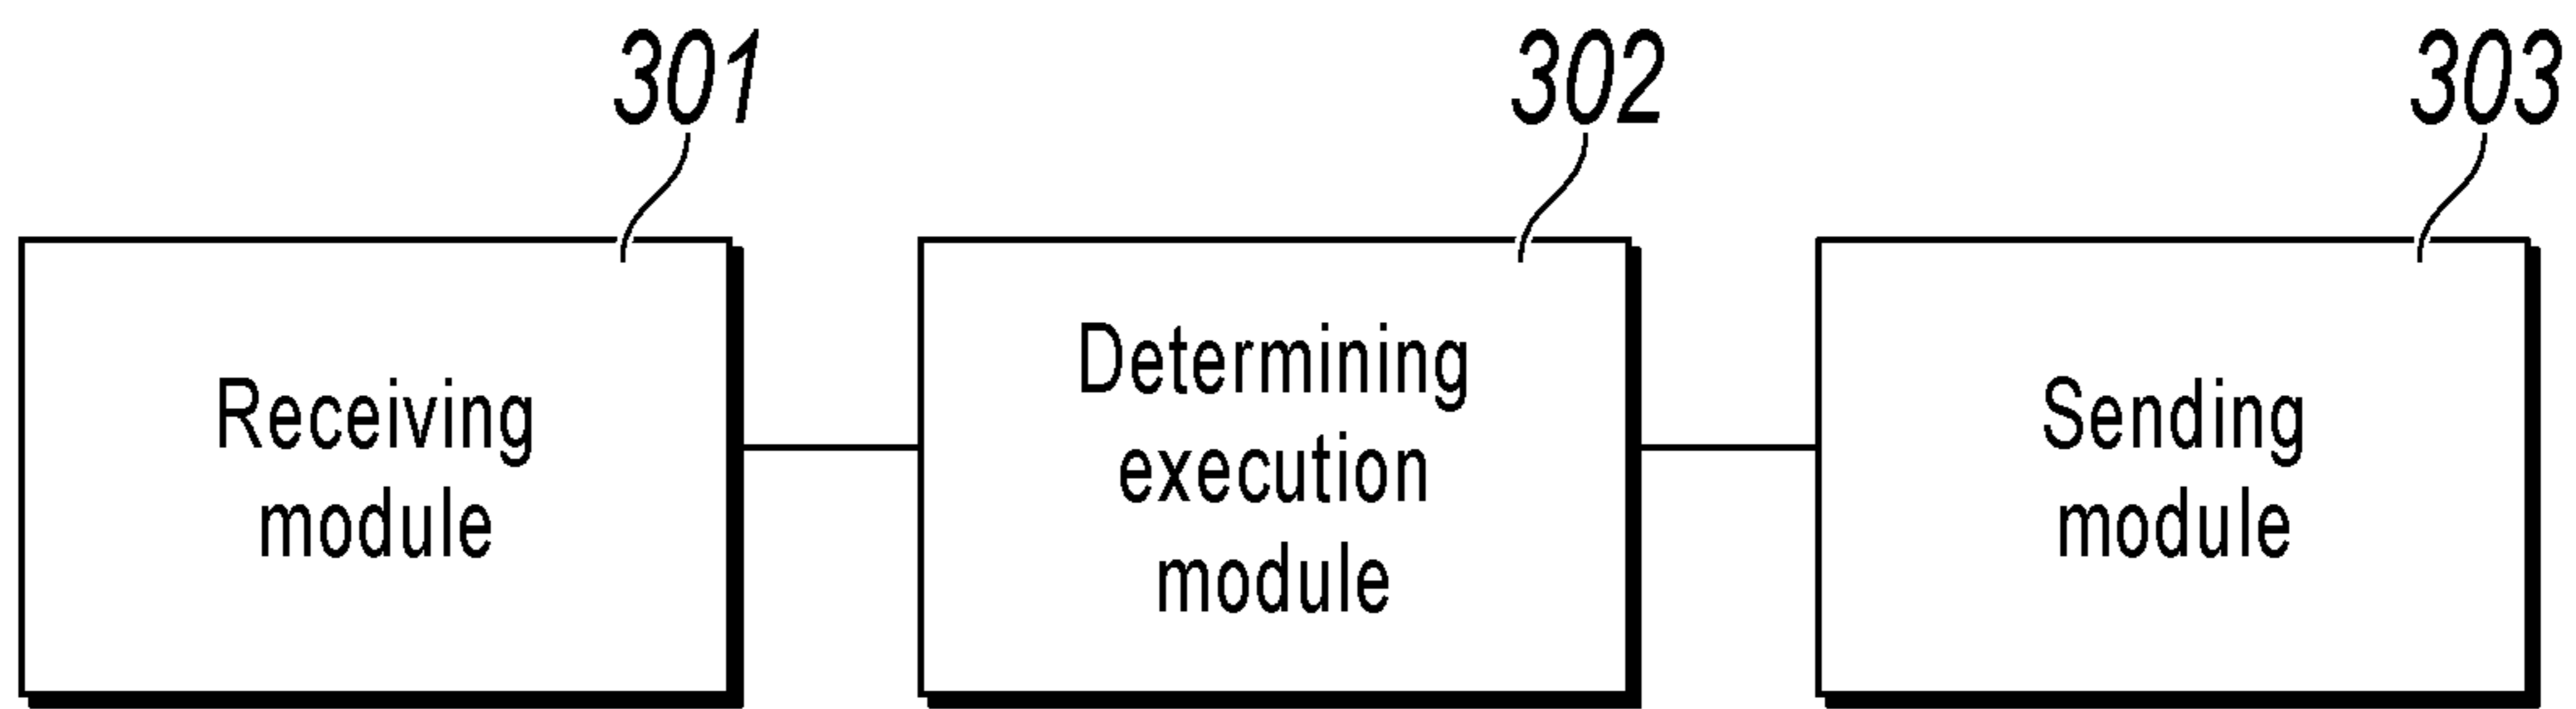 301
302
303
Receiving
module
Determining
execution
module
Sending
module